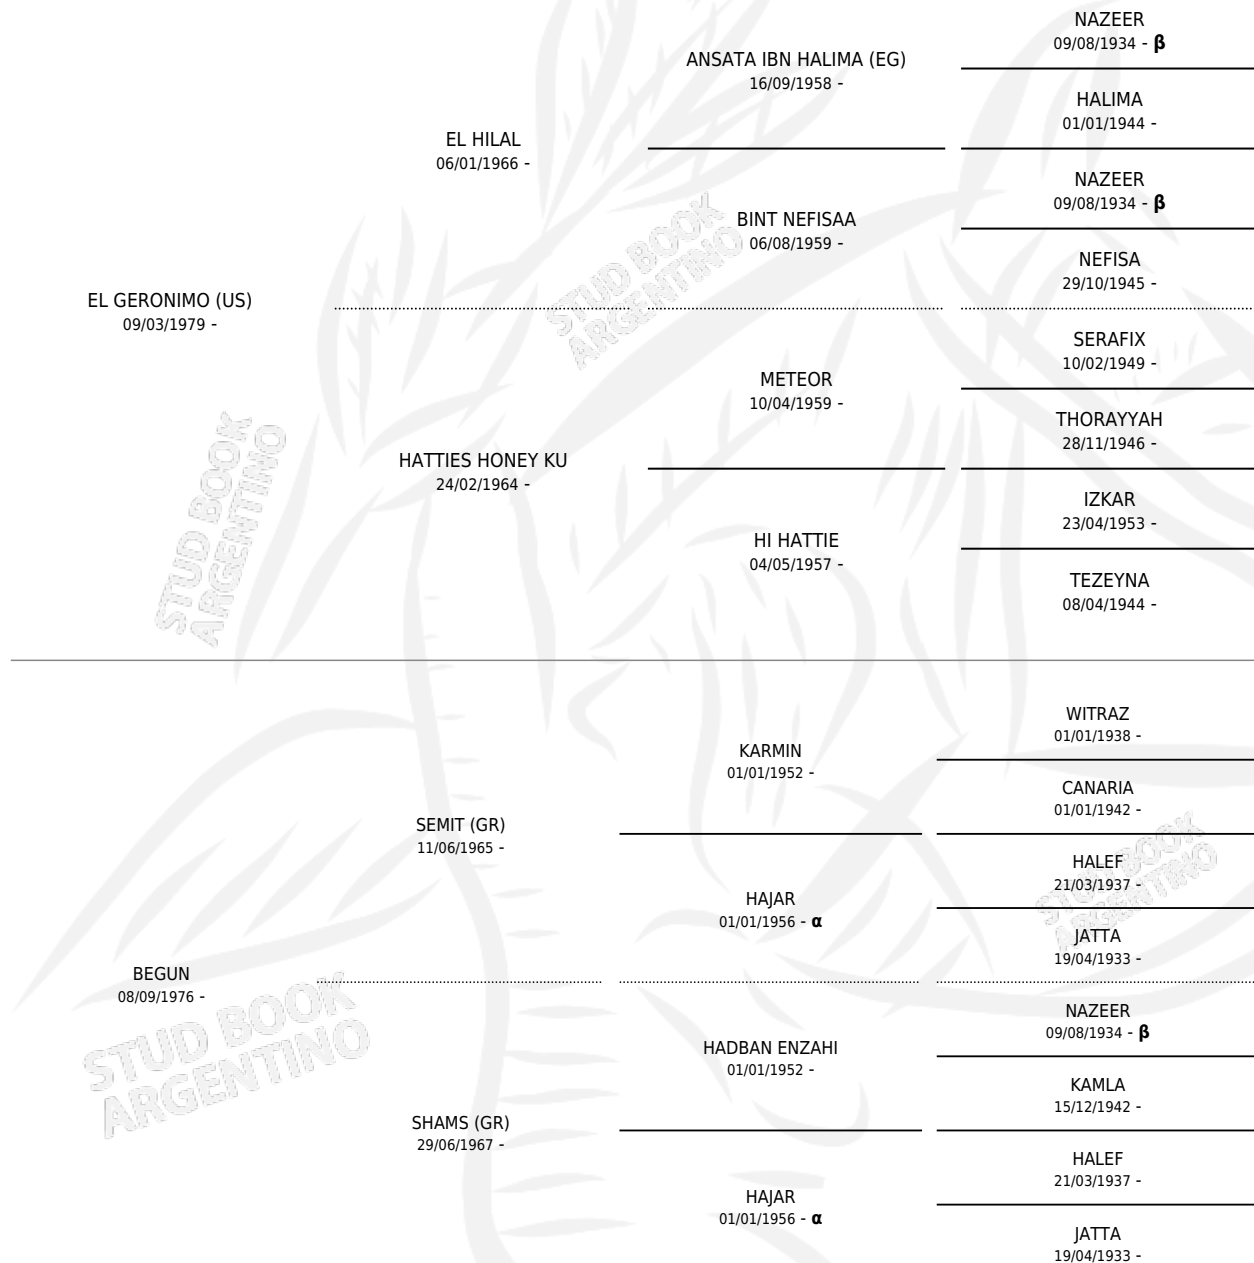 NAZEER
09/08/1934 - β
ANSATA IBN HALIMA (EG)
16/09/1958 -
HALIMA
01/01/1944 -
EL HILAL
06/01/1966 -
NAZEER
09/08/1934 - β
BINT NEFISAA
06/08/1959 -
NEFISA
29/10/1945 -
EL GERONIMO (US)
09/03/1979 -
SERAFIX
10/02/1949 -
METEOR
10/04/1959 -
THORAYYAH
28/11/1946 -
HATTIES HONEY KU
24/02/1964 -
IZKAR
23/04/1953 -
HI HATTIE
04/05/1957 -
TEZEYNA
08/04/1944 -
WITRAZ
01/01/1938 -
KARMIN
01/01/1952 -
CANARIA
01/01/1942 -
SEMIT (GR)
11/06/1965 -
HALEF
21/03/1937 -
HAJAR
01/01/1956 - α
JATTA
19/04/1933 -
BEGUN
08/09/1976 -
NAZEER
09/08/1934 - β
HADBAN ENZAHI
01/01/1952 -
KAMLA
15/12/1942 -
SHAMS (GR)
29/06/1967 -
HALEF
21/03/1937 -
HAJAR
01/01/1956 - α
JATTA
19/04/1933 -
STUD BOOK
ARGENTINO
STUD BOOK
ARGENTINO
STUD BOOK
ARGENTINO
STUD BOOK
ARGENTINO